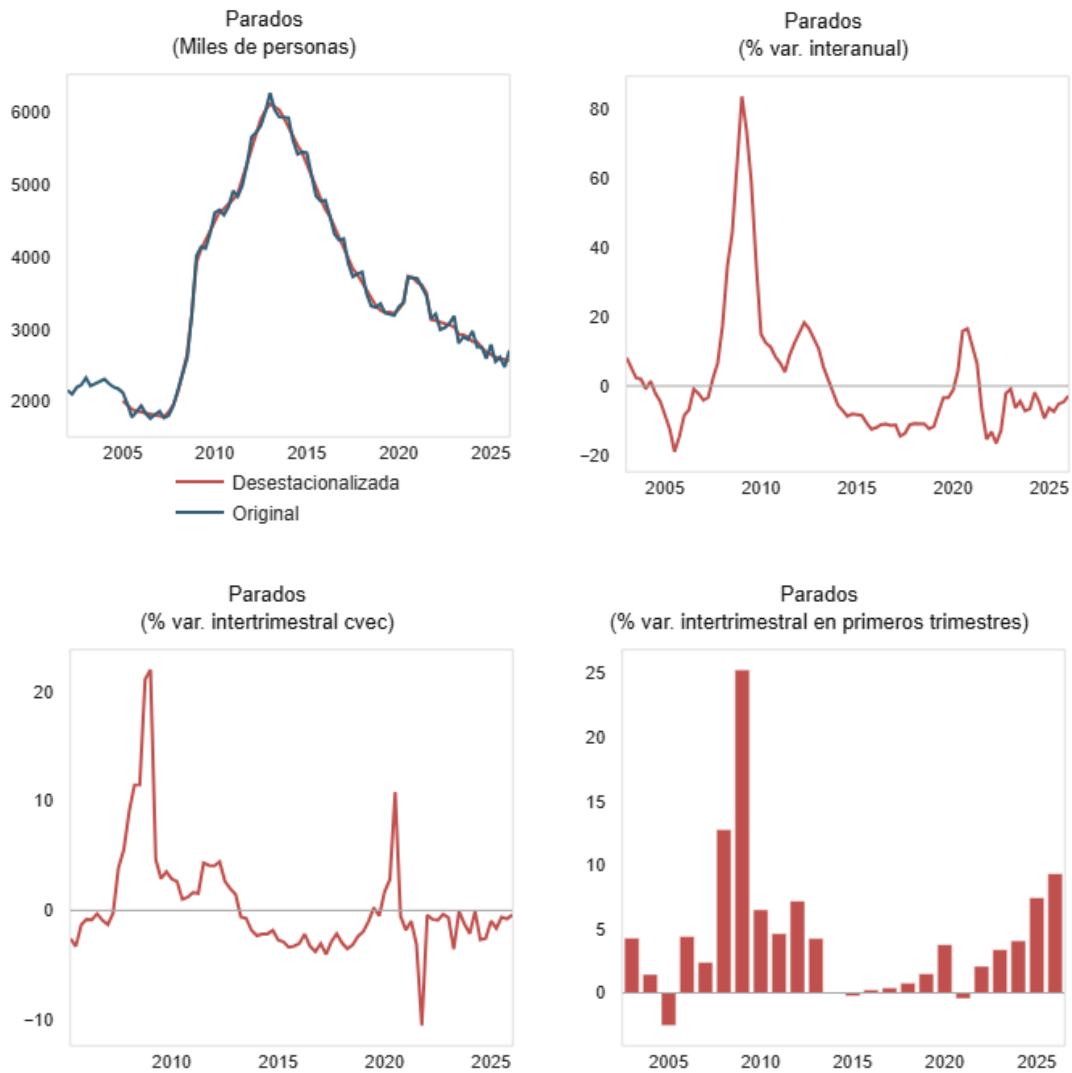 Parados
(Miles de personas)
6000
5000
4000
3000
2000
2005 2010 2015 2020 2025
Desestacionalizada
Original
Parados
(% var. interanual)
80
60
40
20
0
−20
2005 2010 2015 2020 2025
Parados
(% var. intertrimestral cvec)
20
10
0
−10
2010 2015 2020 2025
Parados
(% var. intertrimestral en primeros trimestres)
25
20
15
10
5
0
2005 2010 2015 2020 2025